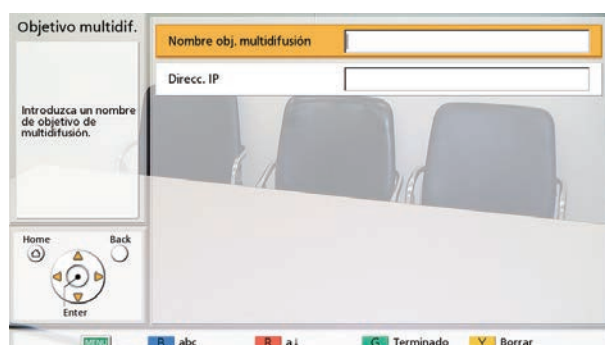 Objetivo multidif.
Nombre obj. multidifusión
Direcc. IP
Introduzca un nombre
de objetivo de
multidifusión.
Home
Back
Enter
MENU
B abc
R a↓
G Terminado
Y Borrar